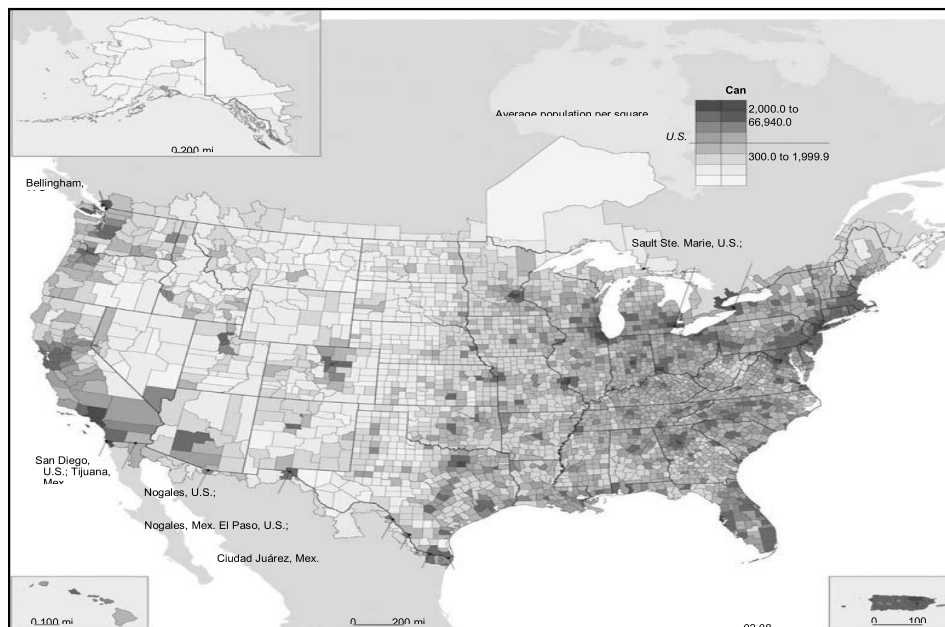 Can
2,000.0 to
66,940.0
Average population per square
U.S.
300.0 to 1,999.9
0 200 mi
Bellingham,
Sault Ste. Marie, U.S.;
San Diego,
U.S.; Tijuana,
Mex
Nogales, U.S.;
Nogales, Mex. El Paso, U.S.;
Ciudad Juárez, Mex.
0 100 mi
0 200 mi
0 100